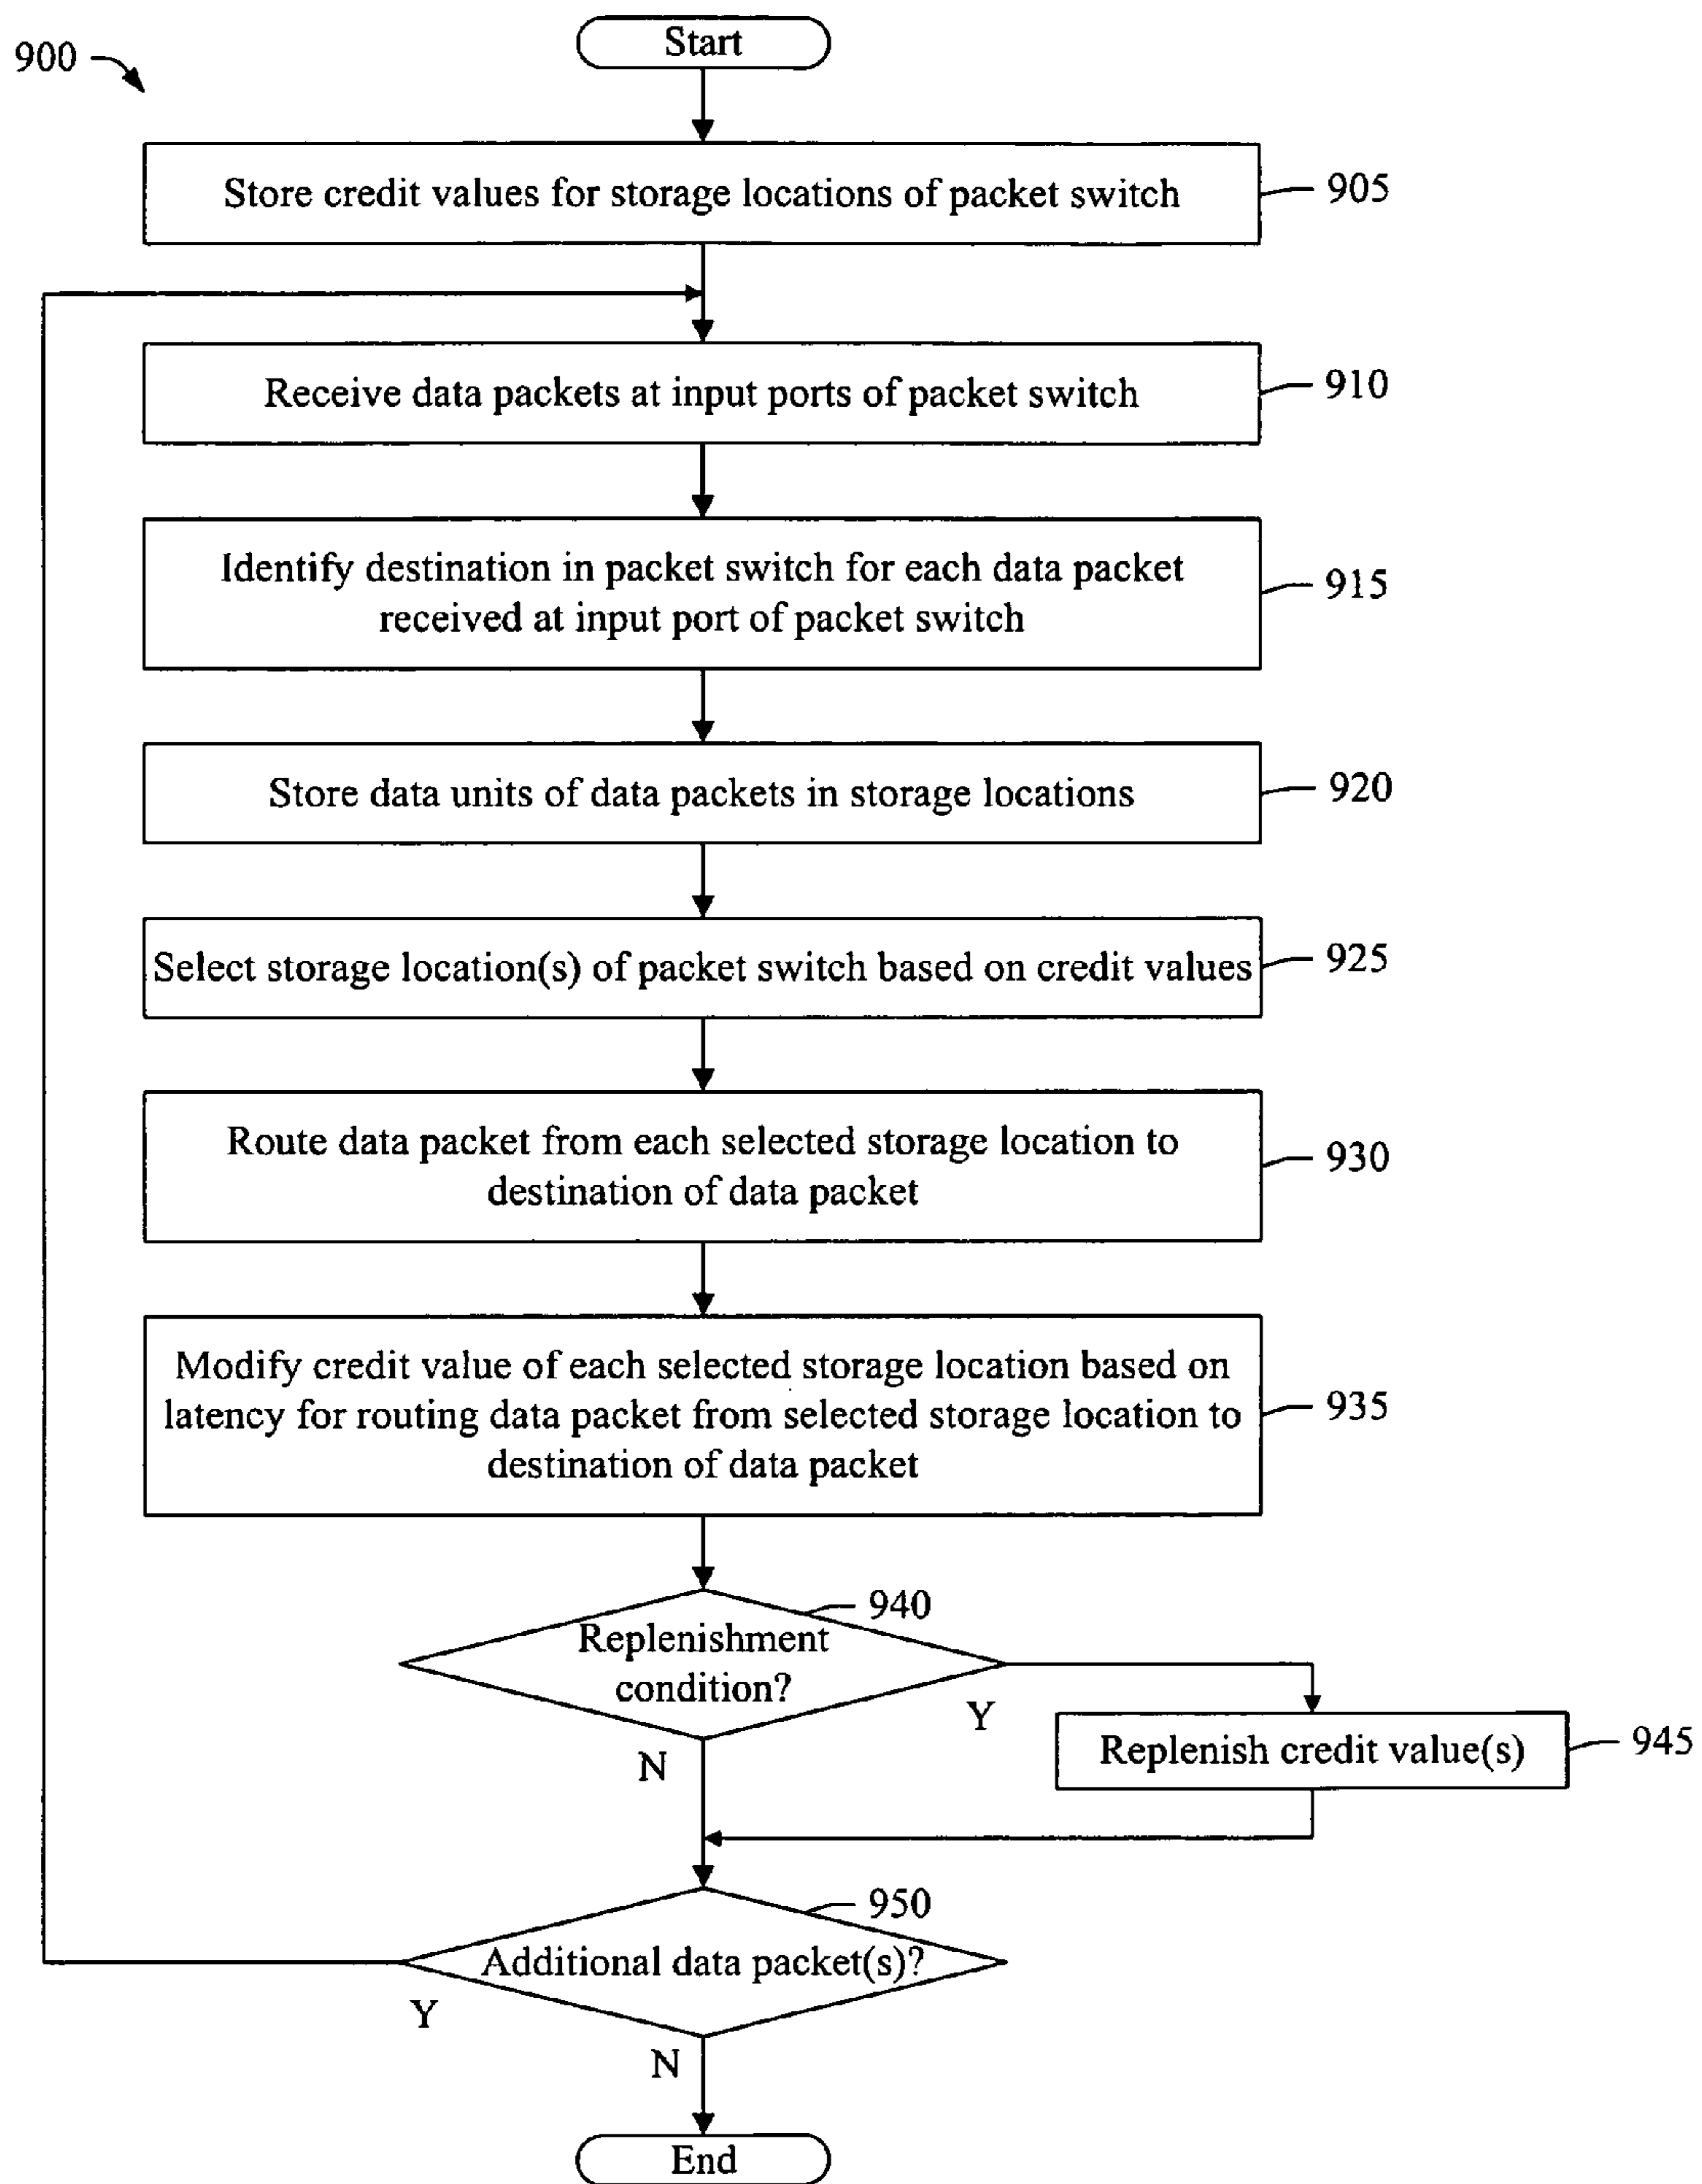 Start
900
Store credit values for storage locations of packet switch
905
Receive data packets at input ports of packet switch
910
Identify destination in packet switch for each data packet
received at input port of packet switch
915
Store data units of data packets in storage locations
920
Select storage location(s) of packet switch based on credit values
925
Route data packet from each selected storage location to
destination of data packet
930
Modify credit value of each selected storage location based on
latency for routing data packet from selected storage location to
destination of data packet
935
940
Replenishment
condition?
Y
N
Replenish credit value(s)
945
950
Additional data packet(s)?
Y
N
End